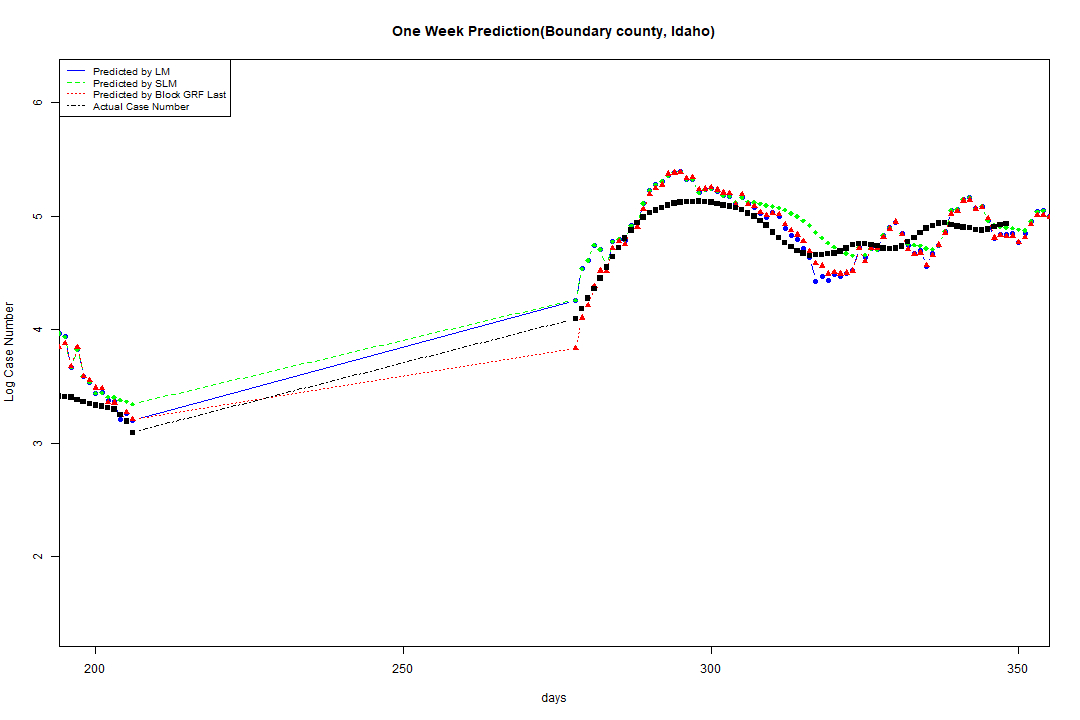 One Week Prediction(Boundary county, Idaho)
Predicted by LM
Predicted by SLM
Predicted by Block GRF Last
Actual Case Number
6
5
4
3
2
Log Case Number
200
250
300
350
days